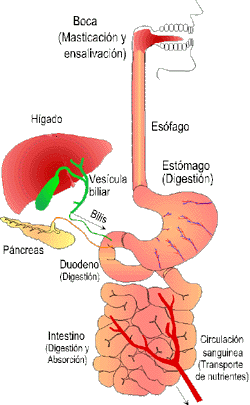 Boca
(Masticación y
ensalivación)
Esófago
Hígado
Vesícula
biliar
Estómago
(Digestión)
Bilis
Páncreas
Duodeno
(Digestión)
Intestino
(Digestión y
Absorción)
Circulación
sanguinea
(Transporte
de nutrientes)